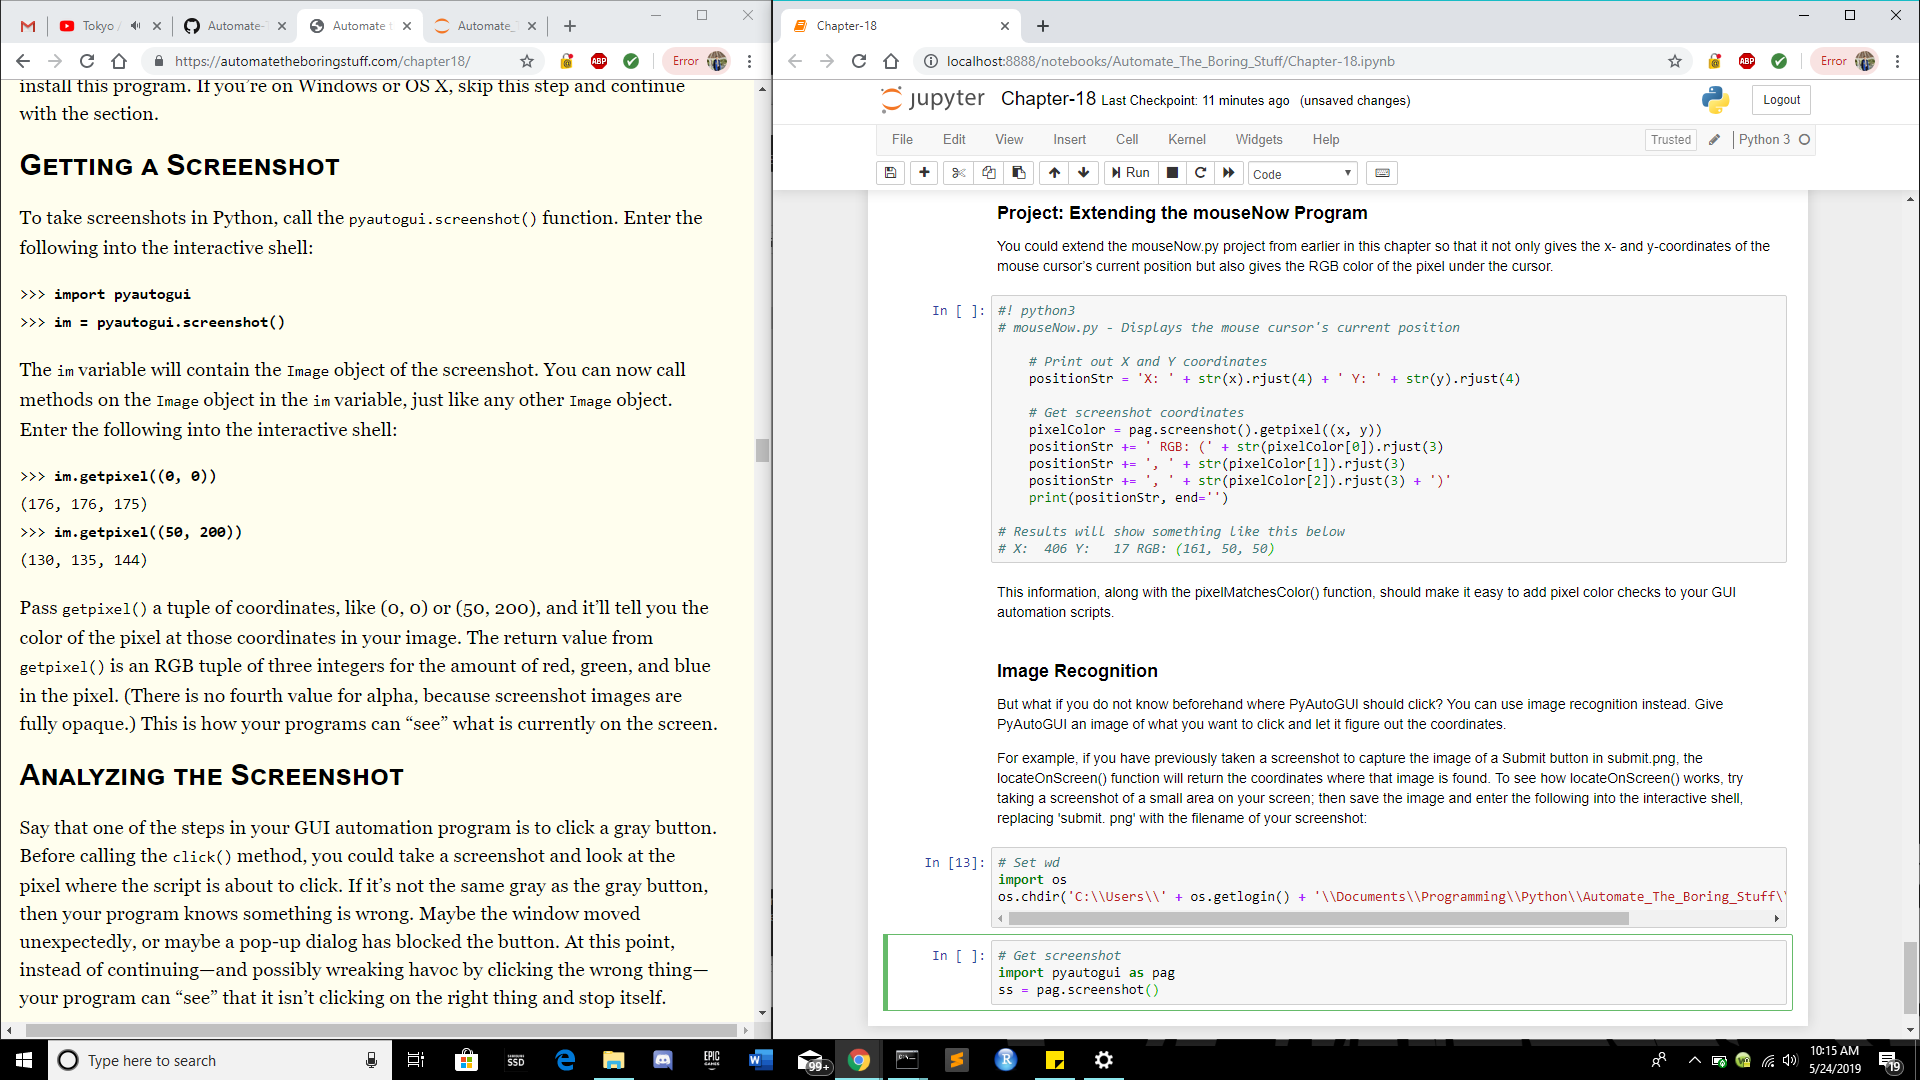 Tokyo
Automate-
Automate t
Automate_
https://automatetheboringstuff.com/chapter18/
ABP
Error
install this program. If you’re on Windows or OS X, skip this step and continue
with the section.
GETTING A SCREENSHOT
To take screenshots in Python, call the pyautogui.screenshot() function. Enter the
following into the interactive shell:
>>> import pyautogui
>>> im = pyautogui.screenshot()
The im variable will contain the Image object of the screenshot. You can now call
methods on the Image object in the im variable, just like any other Image object.
Enter the following into the interactive shell:
>>> im.getpixel((0, 0))
(176, 176, 175)
>>> im.getpixel((50, 200))
(130, 135, 144)
Pass getpixel() a tuple of coordinates, like (0, 0) or (50, 200), and it’ll tell you the
color of the pixel at those coordinates in your image. The return value from
getpixel() is an RGB tuple of three integers for the amount of red, green, and blue
in the pixel. (There is no fourth value for alpha, because screenshot images are
fully opaque.) This is how your programs can “see” what is currently on the screen.
ANALYZING THE SCREENSHOT
Say that one of the steps in your GUI automation program is to click a gray button.
Before calling the click() method, you could take a screenshot and look at the
pixel where the script is about to click. If it’s not the same gray as the gray button,
then your program knows something is wrong. Maybe the window moved
unexpectedly, or maybe a pop-up dialog has blocked the button. At this point,
instead of continuing—and possibly wreaking havoc by clicking the wrong thing—
your program can “see” that it isn’t clicking on the right thing and stop itself.
Chapter-18
localhost:8888/notebooks/Automate_The_Boring_Stuff/Chapter-18.ipynb
ABP
Error
jupyter Chapter-18 Last Checkpoint: 11 minutes ago (unsaved changes)
Logout
File Edit View Insert Cell Kernel Widgets Help
Trusted
Python 3
Run
Code
Project: Extending the mouseNow Program
You could extend the mouseNow.py project from earlier in this chapter so that it not only gives the x- and y-coordinates of the
mouse cursor’s current position but also gives the RGB color of the pixel under the cursor.
In [ ]:
#! python3
# mouseNow.py - Displays the mouse cursor's current position
# Print out X and Y coordinates
positionStr = 'X: ' + str(x).rjust(4) + ' Y: ' + str(y).rjust(4)
# Get screenshot coordinates
pixelColor = pag.screenshot().getpixel((x, y))
positionStr += ' RGB: (' + str(pixelColor[0]).rjust(3)
positionStr += ', ' + str(pixelColor[1]).rjust(3)
positionStr += ', ' + str(pixelColor[2]).rjust(3) + ')'
print(positionStr, end='')
# Results will show something like this below
# X:  406 Y:   17 RGB: (161, 50, 50)
This information, along with the pixelMatchesColor() function, should make it easy to add pixel color checks to your GUI
automation scripts.
Image Recognition
But what if you do not know beforehand where PyAutoGUI should click? You can use image recognition instead. Give
PyAutoGUI an image of what you want to click and let it figure out the coordinates.
For example, if you have previously taken a screenshot to capture the image of a Submit button in submit.png, the
locateOnScreen() function will return the coordinates where that image is found. To see how locateOnScreen() works, try
taking a screenshot of a small area on your screen; then save the image and enter the following into the interactive shell,
replacing 'submit. png' with the filename of your screenshot:
In [13]:
# Set wd
import os
os.chdir('C:\\Users\\' + os.getlogin() + '\\Documents\\Programming\\Python\\Automate_The_Boring_Stuff\
In [ ]:
# Get screenshot
import pyautogui as pag
ss = pag.screenshot()
Type here to search
SSD
EPIC
99+
10:15 AM
5/24/2019
19